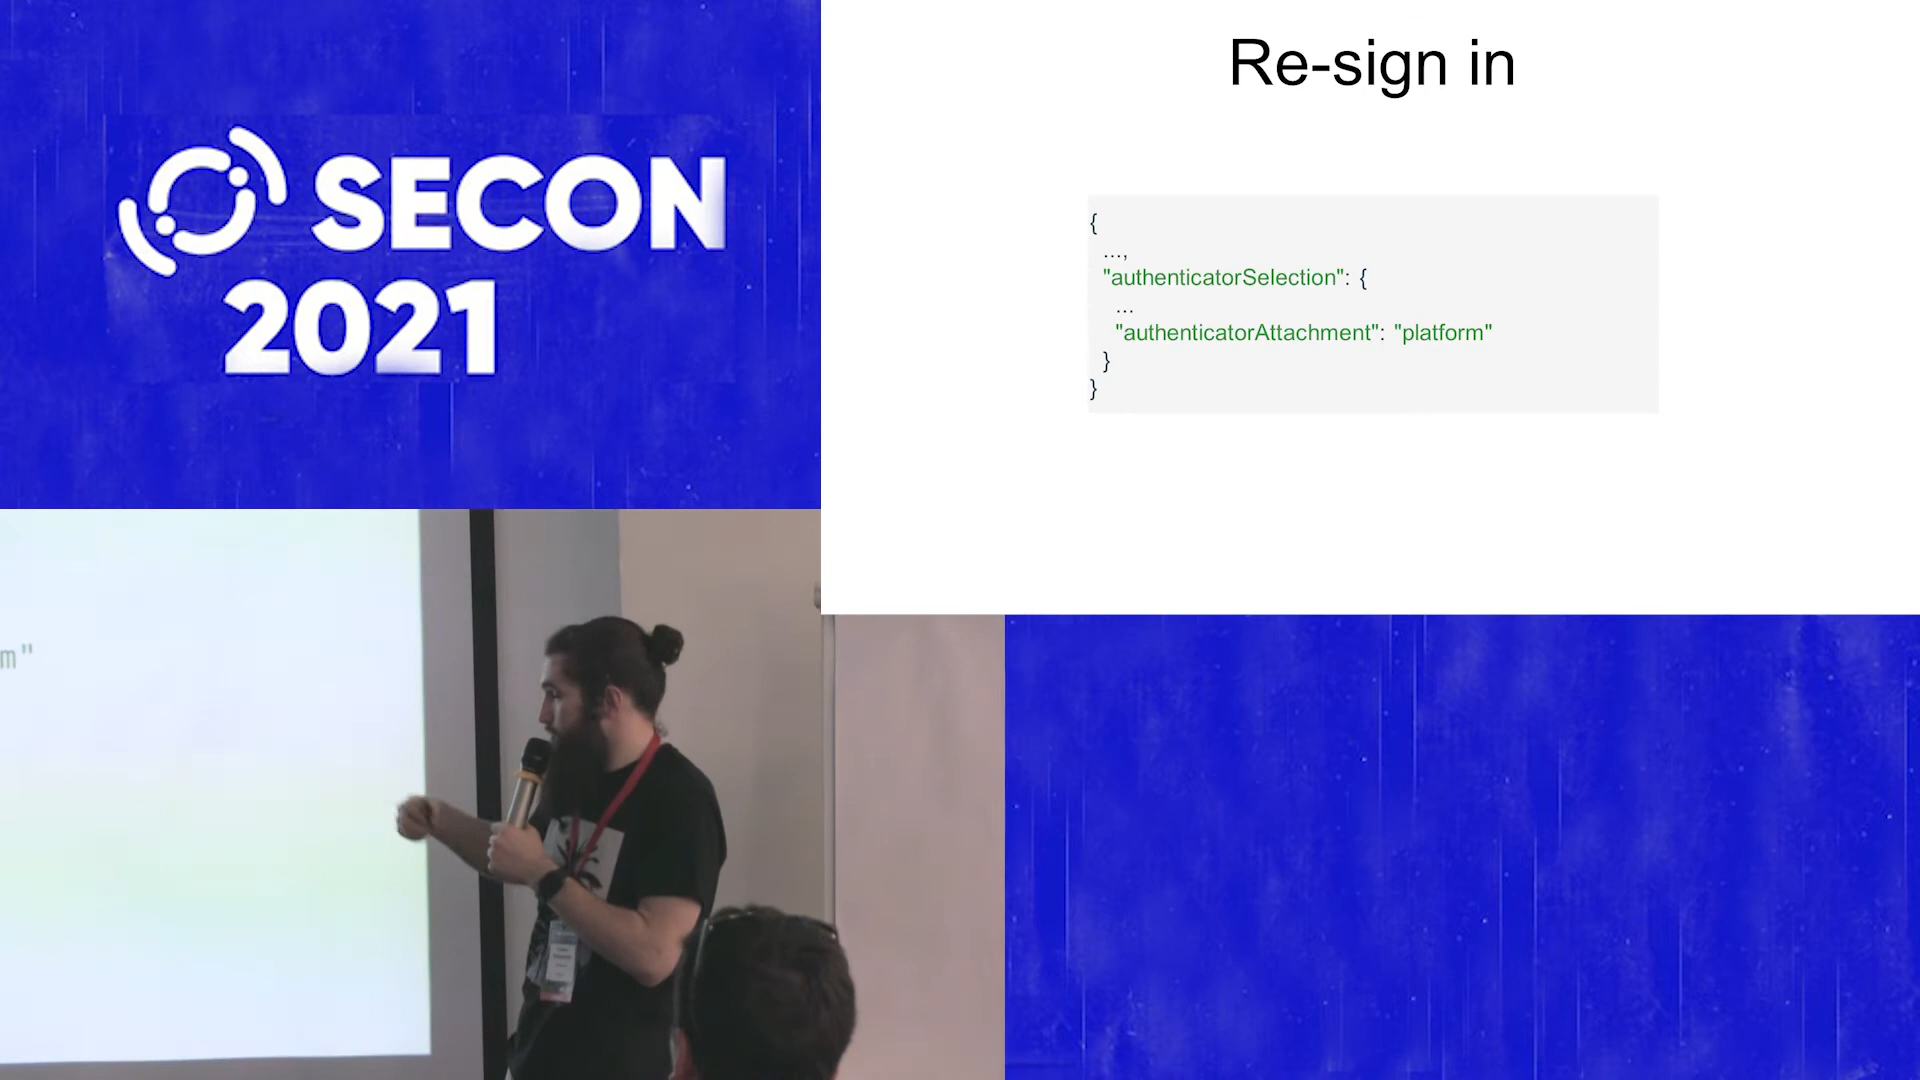 SECON
2021
Re-sign in
{
...,
"authenticatorSelection": {
...
"authenticatorAttachment": "platform"
}
}
m"